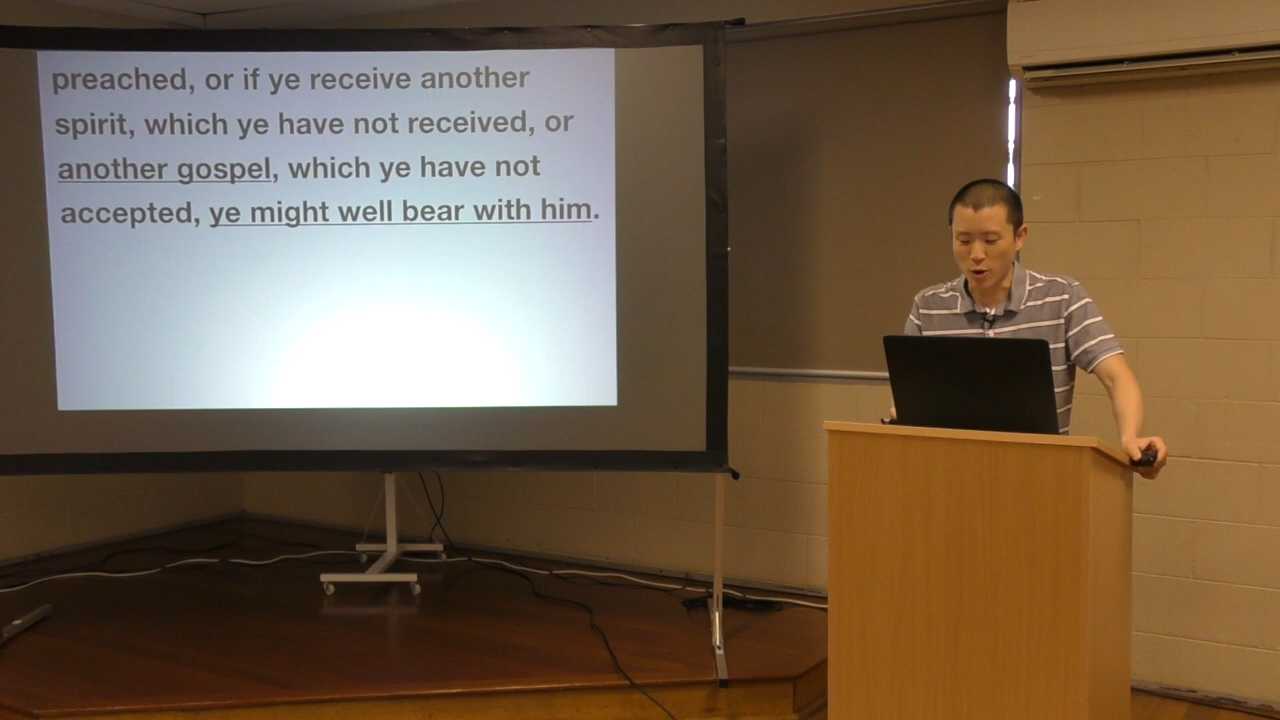 preached, or if ye receive another
spirit, which ye have not received, or
another gospel, which ye have not
accepted, ye might well bear with him.